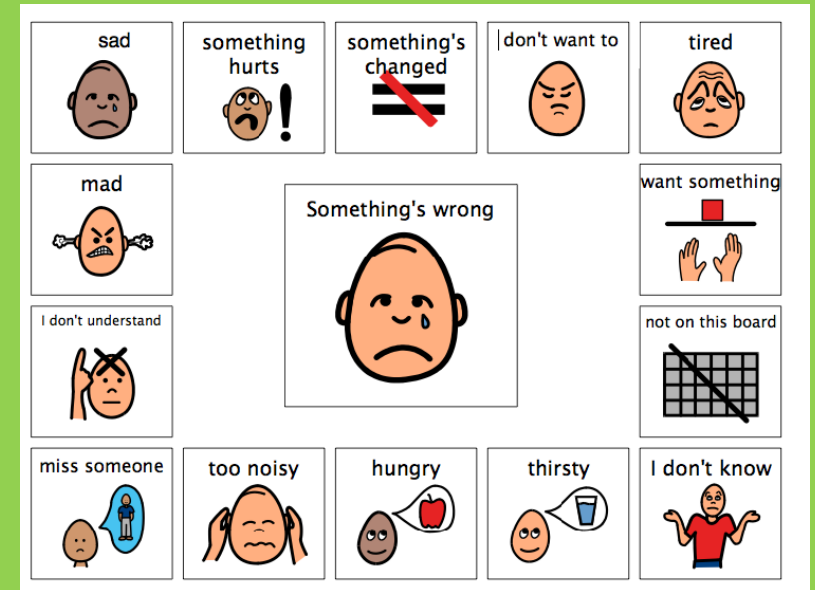 sad
something
hurts
something's
changed
don't want to
tired
mad
Something's wrong
want something
I don't understand
not on this board
miss someone
too noisy
hungry
thirsty
I don't know